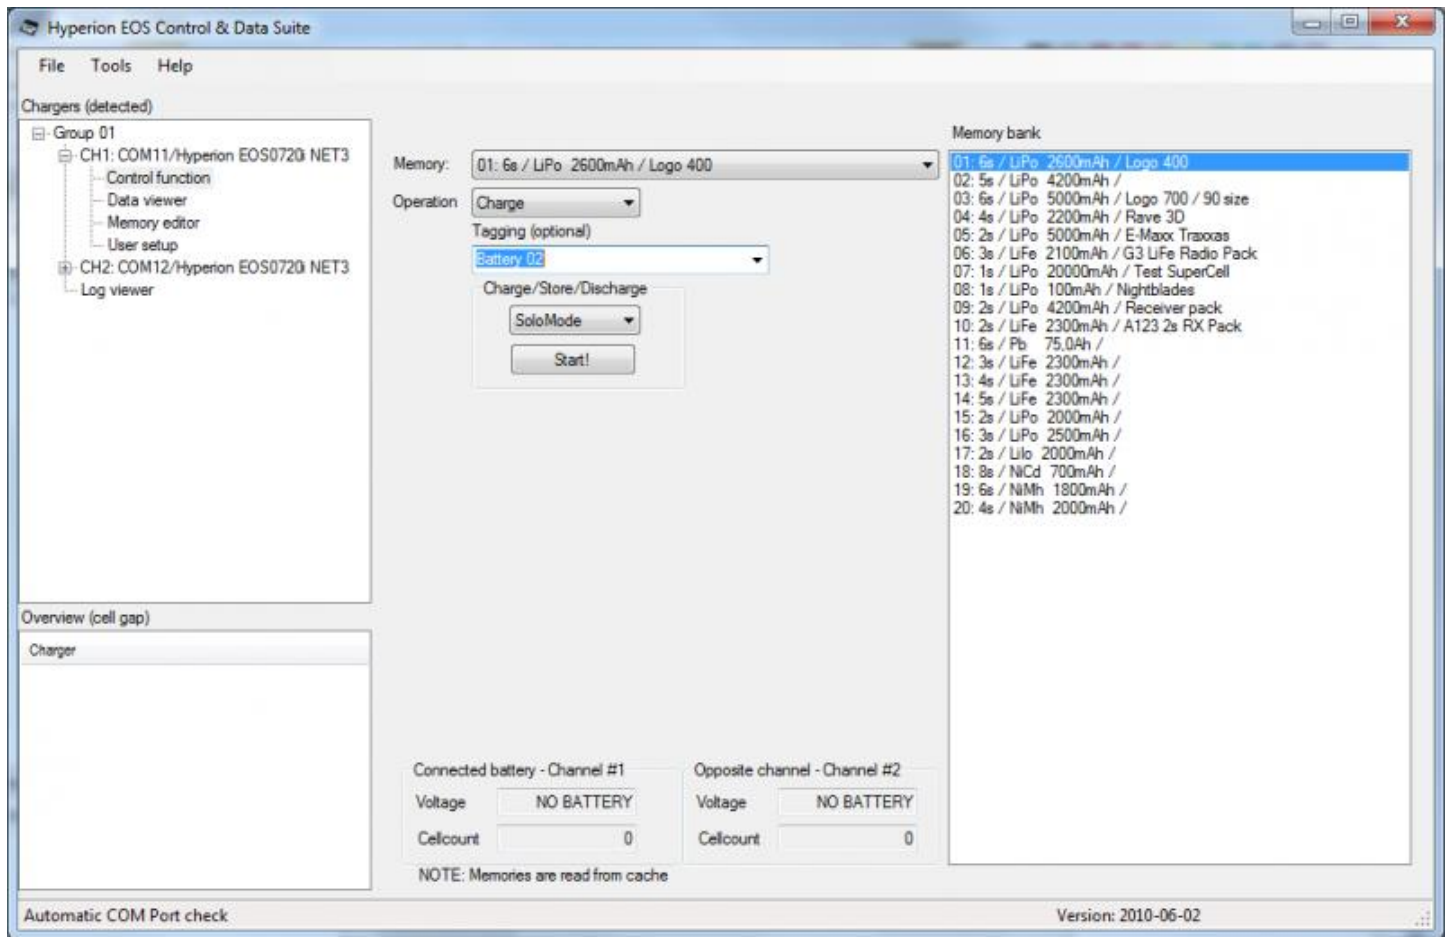 Hyperion EOS Control & Data Suite
File Tools Help
Chargers (detected)
Group 01
CH1: COM11/Hyperion EOS0720i NET3
Control function
Data viewer
Memory editor
User setup
CH2: COM12/Hyperion EOS0720i NET3
Log viewer
Overview (cell gap)
Charger
Memory: 01: 6s / LiPo 2600mAh / Logo 400
Operation Charge
Tagging (optional)
Battery 02
Charge/Store/Discharge
SoloMode
Start!
Connected battery - Channel #1
Voltage NO BATTERY
Cellcount 0
Opposite channel - Channel #2
Voltage NO BATTERY
Cellcount 0
NOTE: Memories are read from cache
Memory bank
01: 6s / LiPo 2600mAh / Logo 400
02: 5s / LiPo 4200mAh /
03: 6s / LiPo 5000mAh / Logo 700 / 90 size
04: 4s / LiPo 2200mAh / Rave 3D
05: 2s / LiPo 5000mAh / E-Maxx Traxxas
06: 3s / LiFe 2100mAh / G3 LiFe Radio Pack
07: 1s / LiPo 20000mAh / Test SuperCell
08: 1s / LiPo 100mAh / Nightblades
09: 2s / LiPo 4200mAh / Receiver pack
10: 2s / LiFe 2300mAh / A123 2s RX Pack
11: 6s / Pb 75,0Ah /
12: 3s / LiFe 2300mAh /
13: 4s / LiFe 2300mAh /
14: 5s / LiFe 2300mAh /
15: 2s / LiPo 2000mAh /
16: 3s / LiPo 2500mAh /
17: 2s / LiIo 2000mAh /
18: 8s / NiCd 700mAh /
19: 6s / NiMh 1800mAh /
20: 4s / NiMh 2000mAh /
Automatic COM Port check
Version: 2010-06-02